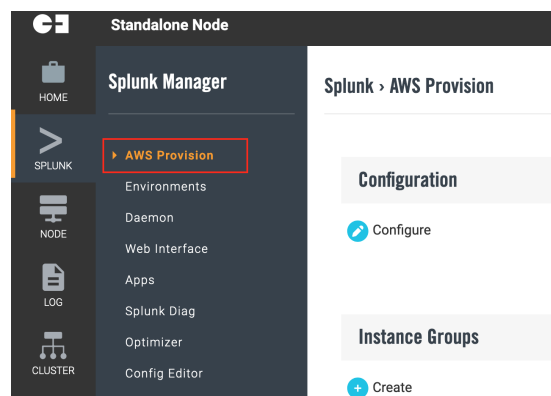 Standalone Node
HOME
SPLUNK
NODE
LOG
CLUSTER
Splunk Manager
AWS Provision
Environments
Daemon
Web Interface
Apps
Splunk Diag
Optimizer
Config Editor
Splunk › AWS Provision
Configuration
Configure
Instance Groups
Create